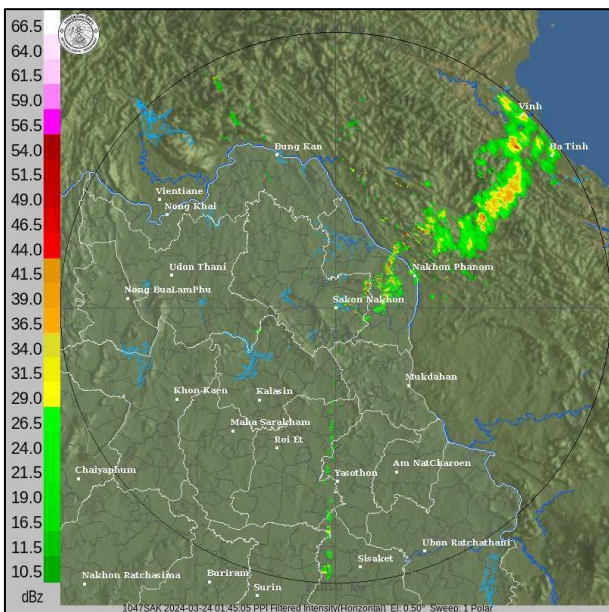 66.5
64.0
61.5
59.0
56.5
54.0
51.5
49.0
46.5
44.0
41.5
39.0
36.5
34.0
31.5
29.0
26.5
24.0
21.5
19.0
16.5
13.0
10.5
dBz
Vinh
Ha Tinh
Bung Kan
Vientiane
Nong Khai
Udon Thani
Nakhon Phanom
Nong BuaLamPhu
Sakon Nakhon
Mukdahan
Khon Kaen
Kalasin
Maha Sarakham
Roi Et
Chaiyaphum
Yasothon
Am NatCharoen
Ubon Ratchathani
Sisaket
Nakhon Ratchasima
Buriram
Surin
1047SAK 2024-03-24 01:45:05 PPI Filtered Intensity(Horizontal) El: 0.50° Sweep: 1 Polar